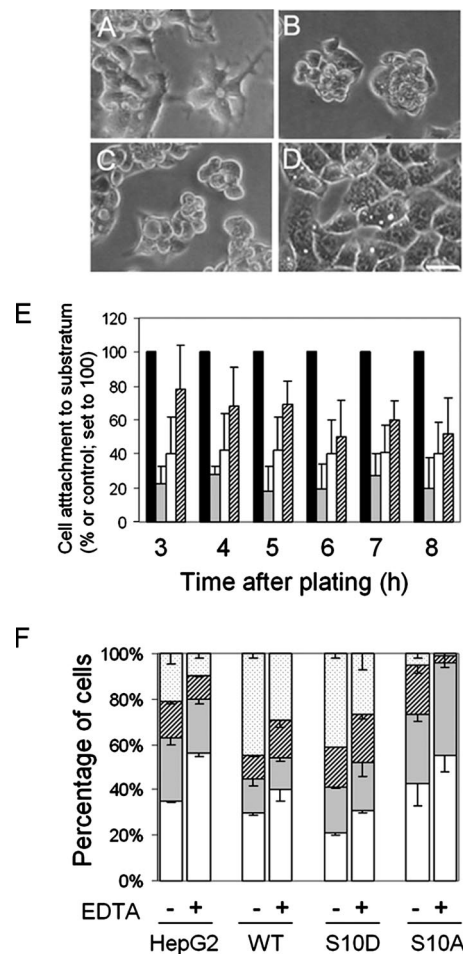 A
B
C
D
E
Cell atttachment to substratum
(% or control; set to 100)
120
100
80
60
40
20
0
3 4 5 6 7 8
Time after plating (h)
F
Percentage of cells
100%
80%
60%
40%
20%
0%
EDTA - + - + - + - +
HepG2 WT S10D S10A